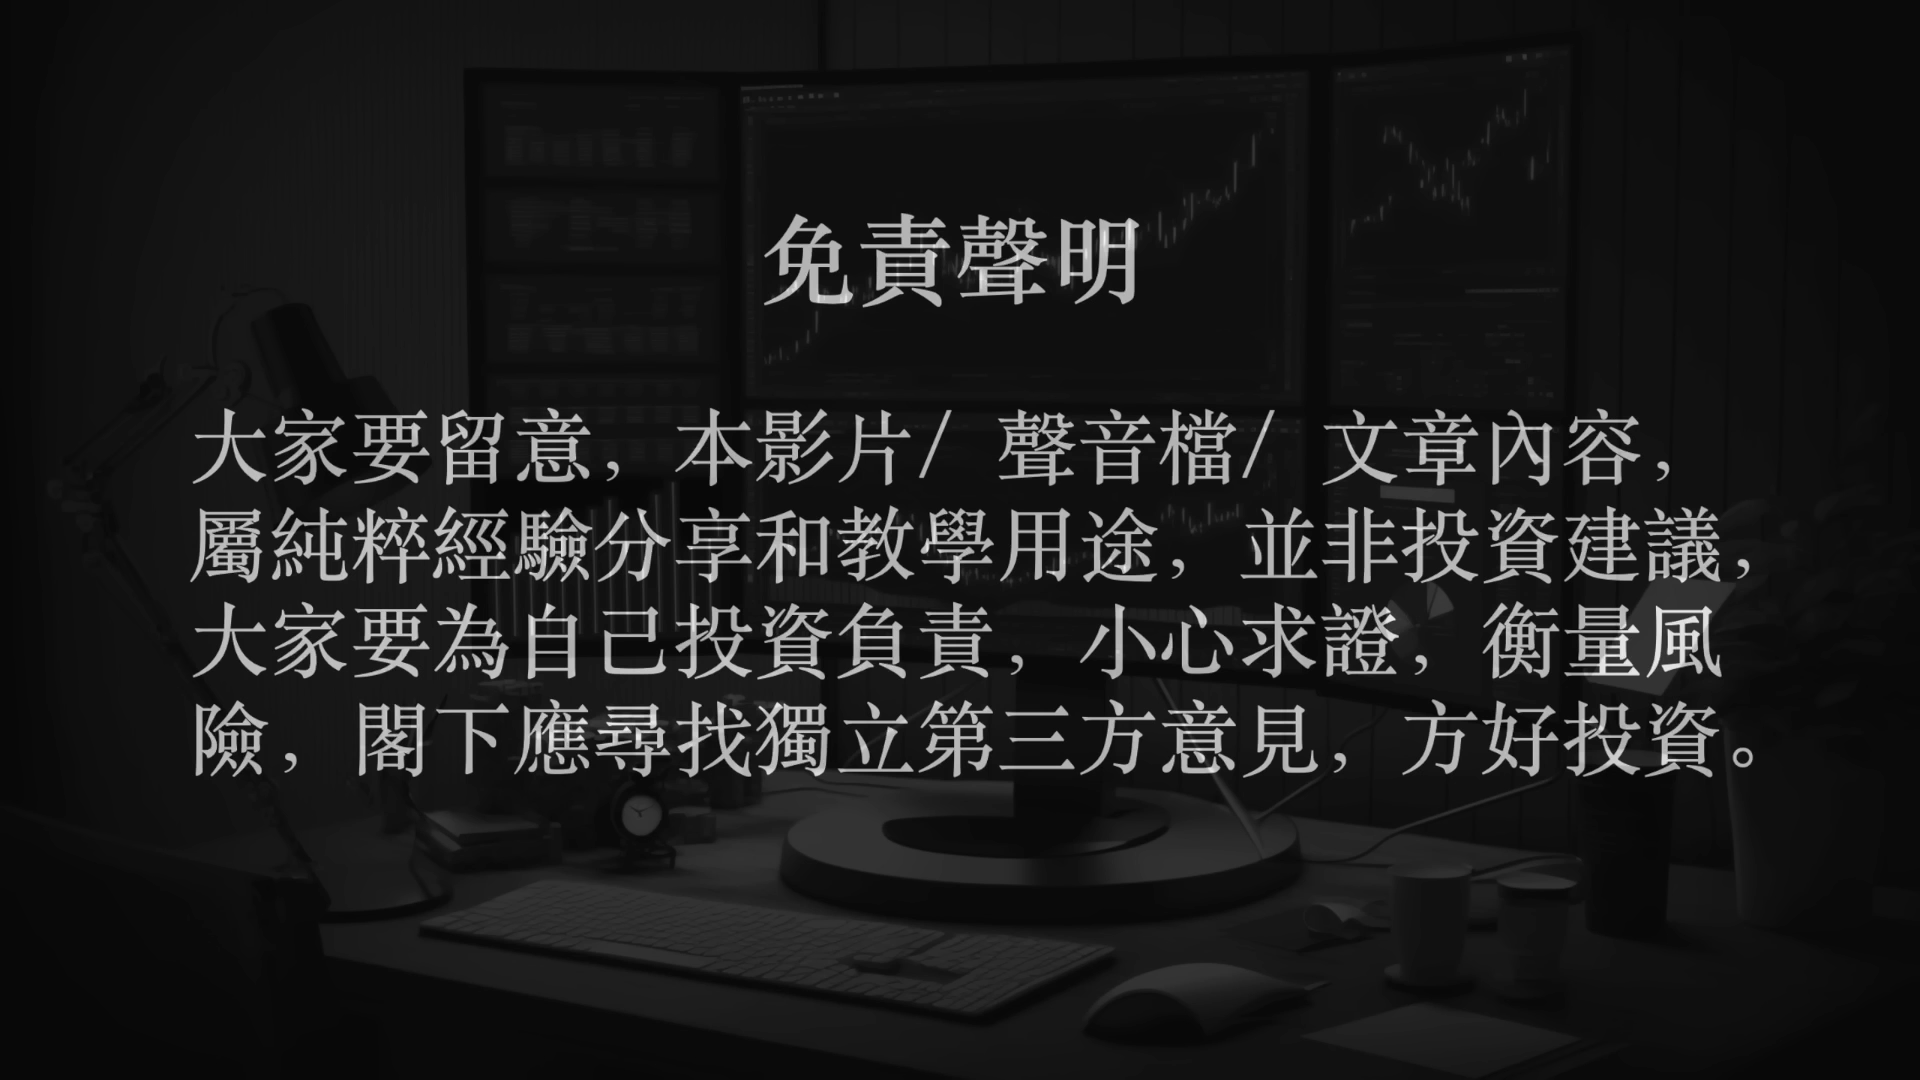 免責聲明
大家要留意，本影片/ 聲音檔/ 文章內容，
屬純粹經驗分享和教學用途，並非投資建議，
大家要為自己投資負責，小心求證，衡量風
險，閣下應尋找獨立第三方意見，方好投資。